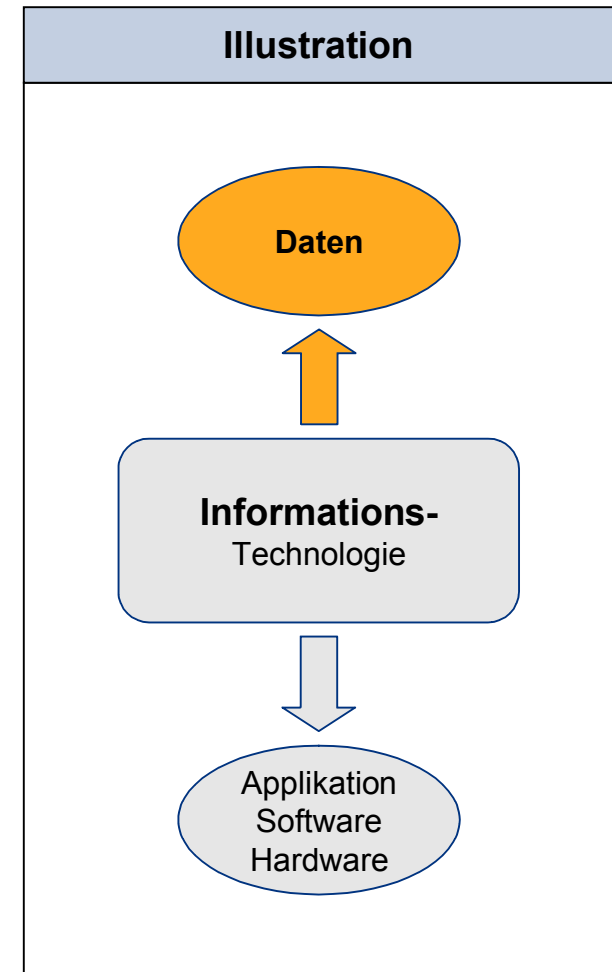 Illustration
Daten
Informations-
Technologie
Applikation
Software
Hardware